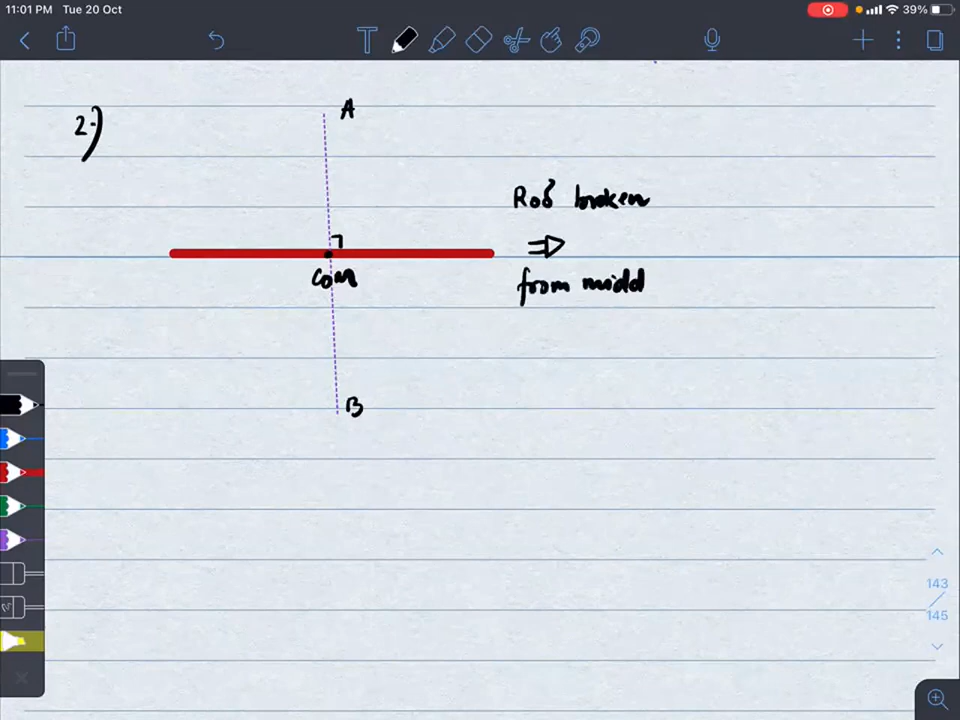 11:01 PM Tue 20 Oct 39%
T
2.)
A
Rod broken
COM
from midd
B
143
145